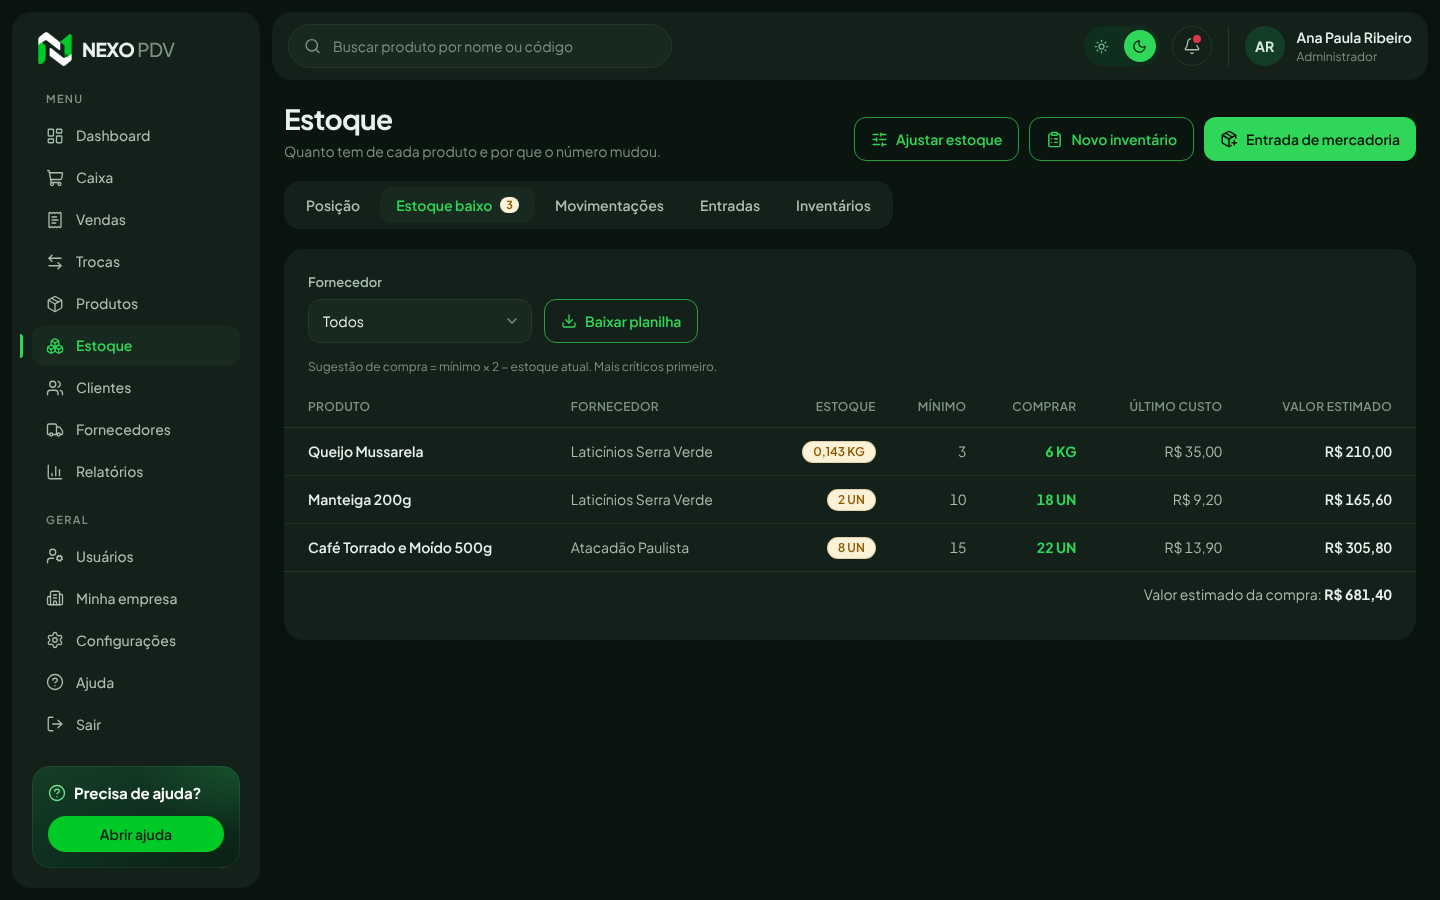 NEXO PDV
MENU
Dashboard
Caixa
Vendas
Trocas
Produtos
Estoque
Clientes
Fornecedores
Relatórios
GERAL
Usuários
Minha empresa
Configurações
Ajuda
Sair
Precisa de ajuda?
Abrir ajuda
Buscar produto por nome ou código
AR
Ana Paula Ribeiro
Administrador
Estoque
Quanto tem de cada produto e por que o número mudou.
Ajustar estoque
Novo inventário
Entrada de mercadoria
Posição
Estoque baixo 3
Movimentações
Entradas
Inventários
Fornecedor
Todos
Baixar planilha
Sugestão de compra = mínimo × 2 − estoque atual. Mais críticos primeiro.
PRODUTO FORNECEDOR ESTOQUE MÍNIMO COMPRAR ÚLTIMO CUSTO VALOR ESTIMADO
Queijo Mussarela Laticínios Serra Verde 0,143 KG 3 6 KG R$ 35,00 R$ 210,00
Manteiga 200g Laticínios Serra Verde 2 UN 10 18 UN R$ 9,20 R$ 165,60
Café Torrado e Moído 500g Atacadão Paulista 8 UN 15 22 UN R$ 13,90 R$ 305,80
Valor estimado da compra: R$ 681,40